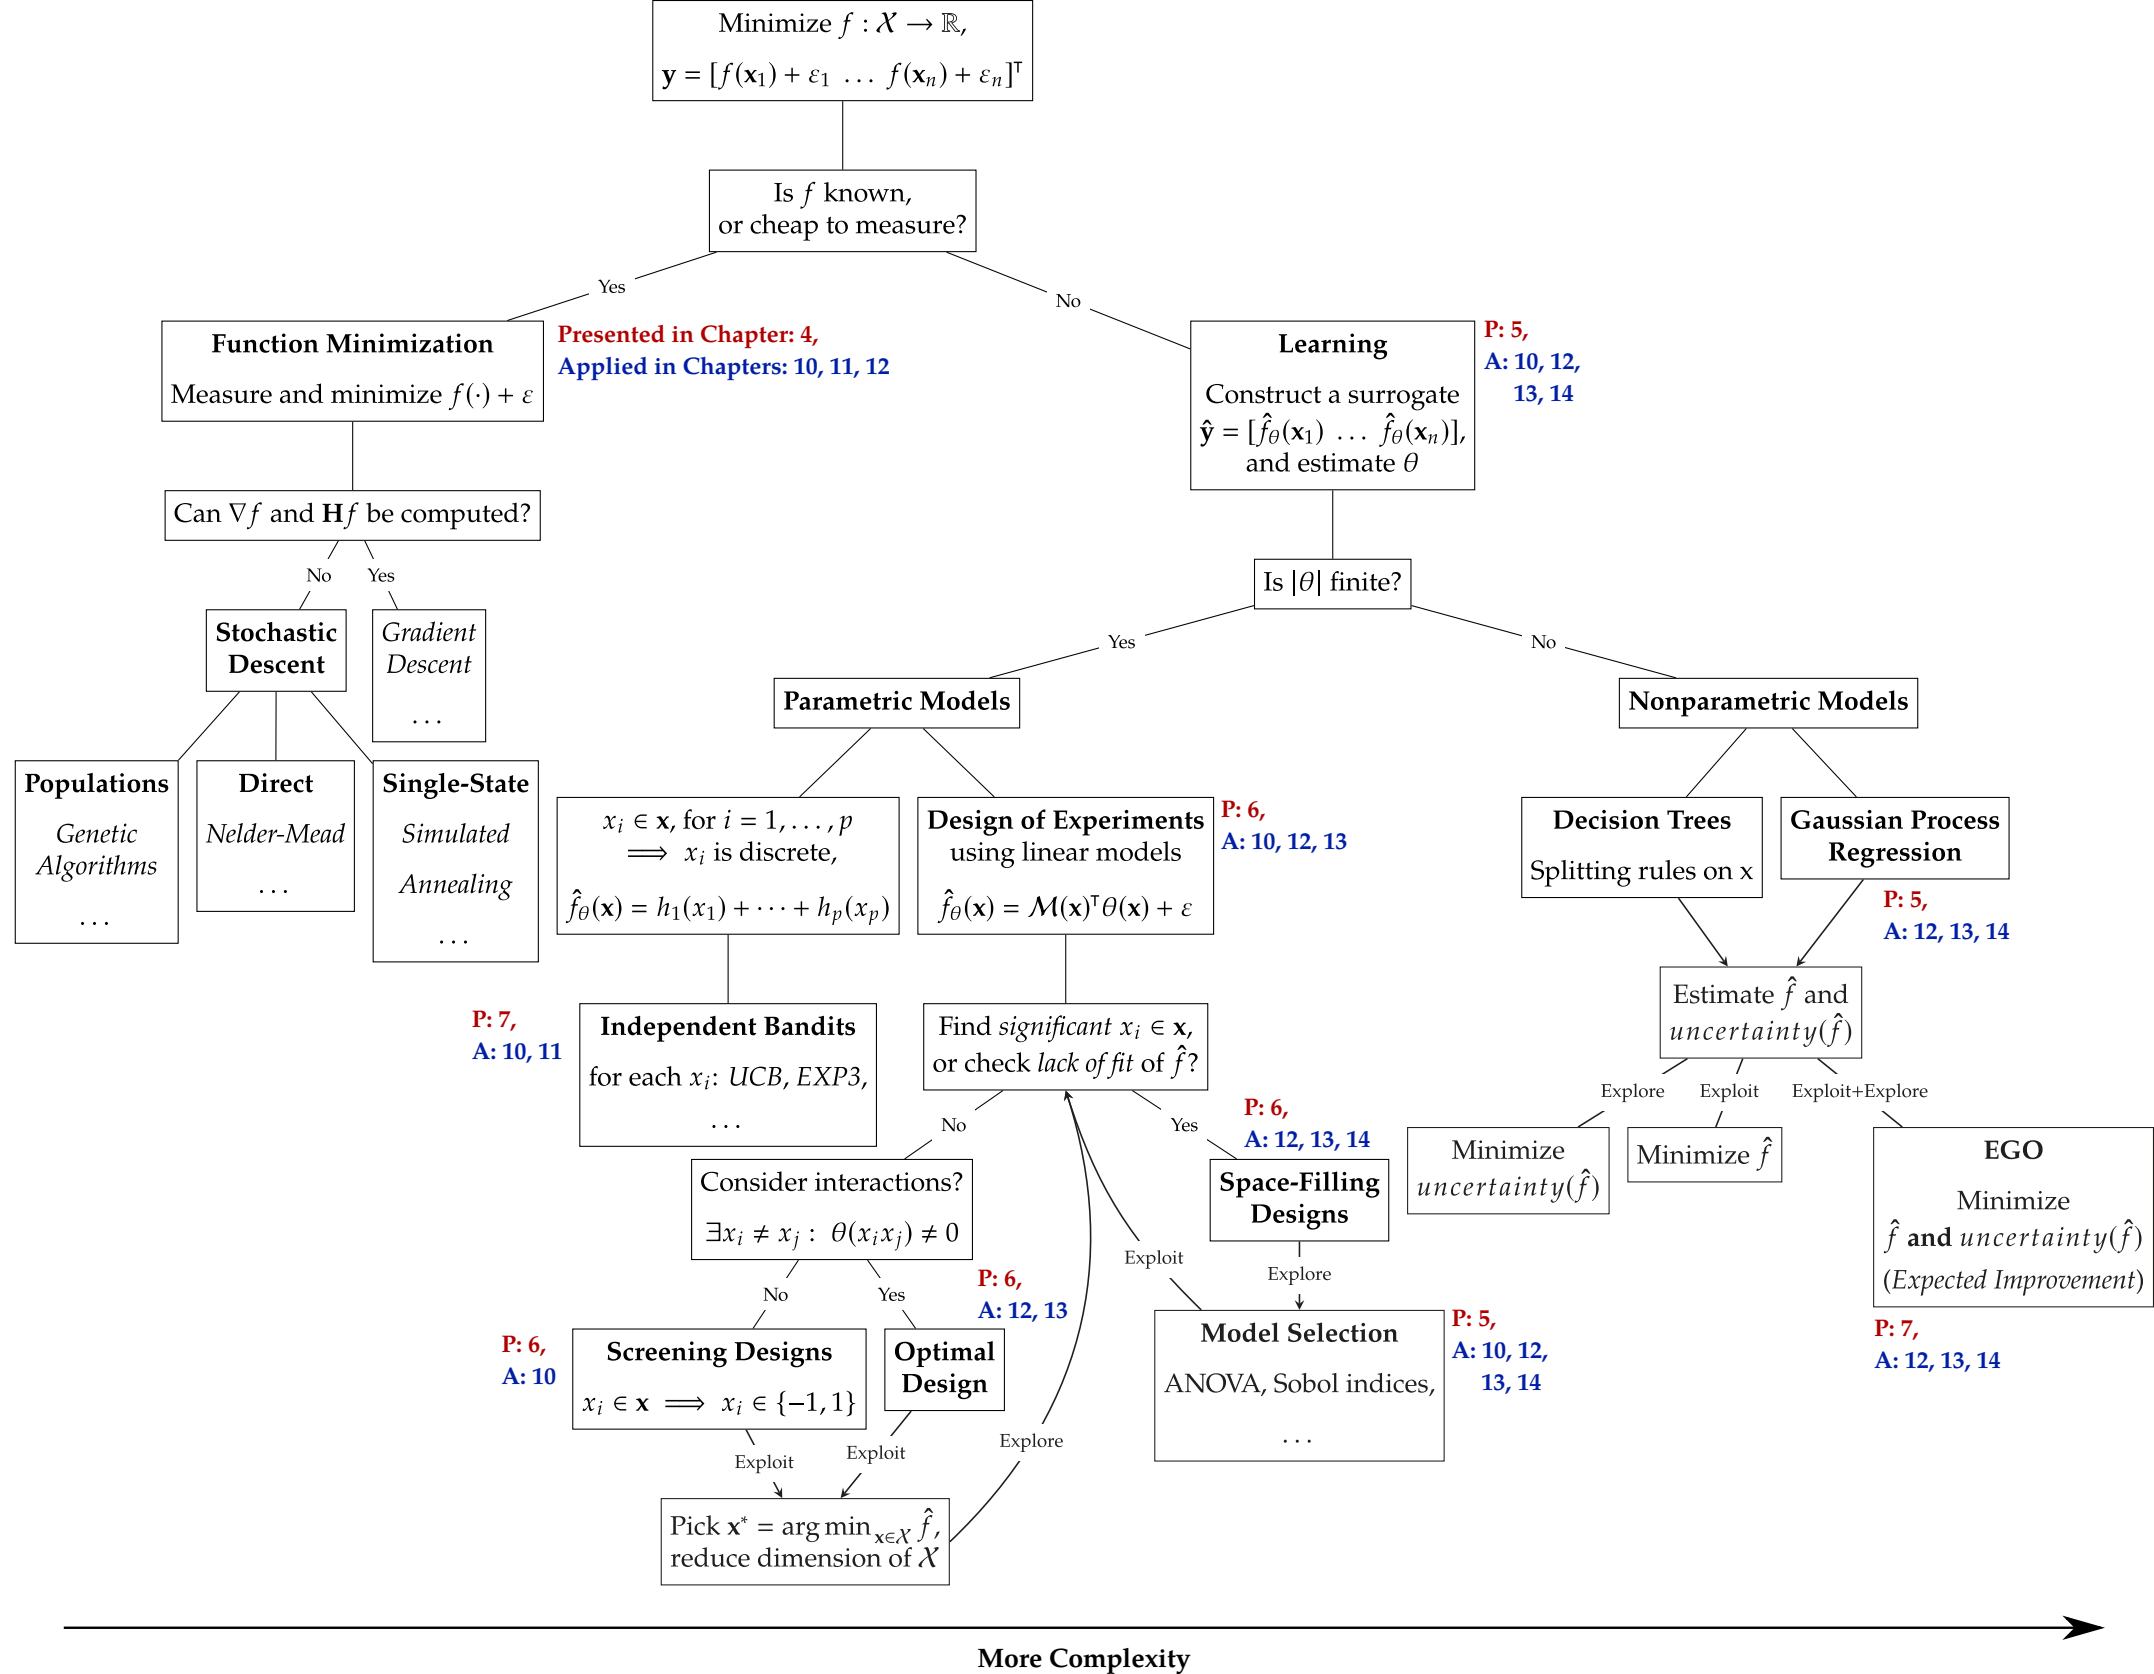 Minimize f : 𝒳 → ℝ,
y = [f(x₁) + ε₁ … f(xₙ) + εₙ]ᵀ
Is f known,
or cheap to measure?
Yes
No
Function Minimization
Measure and minimize f(·) + ε
Presented in Chapter: 4,
Applied in Chapters: 10, 11, 12
Learning
Construct a surrogate
ŷ = [f̂_θ(x₁) … f̂_θ(xₙ)],
and estimate θ
P: 5,
A: 10, 12,
13, 14
Can ∇f and Hf be computed?
No
Yes
Stochastic
Descent
Gradient
Descent
…
Populations
Genetic
Algorithms
…
Direct
Nelder-Mead
…
Single-State
Simulated
Annealing
…
Is |θ| finite?
Yes
No
Parametric Models
Nonparametric Models
xᵢ ∈ x, for i = 1, . . . , p
⟹ xᵢ is discrete,
f̂_θ(x) = h₁(x₁) + · · · + hₚ(xₚ)
Design of Experiments
using linear models
f̂_θ(x) = ℳ(x)ᵀθ(x) + ε
P: 6,
A: 10, 12, 13
Decision Trees
Splitting rules on x
Gaussian Process
Regression
P: 5,
A: 12, 13, 14
P: 7,
A: 10, 11
Independent Bandits
for each xᵢ: UCB, EXP3,
…
Find significant xᵢ ∈ x,
or check lack of fit of f̂?
No
Yes
Estimate f̂ and
uncertainty(f̂)
Explore
Exploit
Exploit+Explore
Minimize
uncertainty(f̂)
Minimize f̂
EGO
Minimize
f̂ and uncertainty(f̂)
(Expected Improvement)
P: 7,
A: 12, 13, 14
P: 6,
A: 12, 13, 14
Space-Filling
Designs
Explore
Exploit
Model Selection
ANOVA, Sobol indices,
…
P: 5,
A: 10, 12,
13, 14
Consider interactions?
∃xᵢ ≠ xⱼ : θ(xᵢxⱼ) ≠ 0
No
Yes
P: 6,
A: 12, 13
P: 6,
A: 10
Screening Designs
xᵢ ∈ x ⟹ xᵢ ∈ {−1, 1}
Optimal
Design
Exploit
Exploit
Explore
Pick x* = arg min_{x∈𝒳} f̂,
reduce dimension of 𝒳
More Complexity